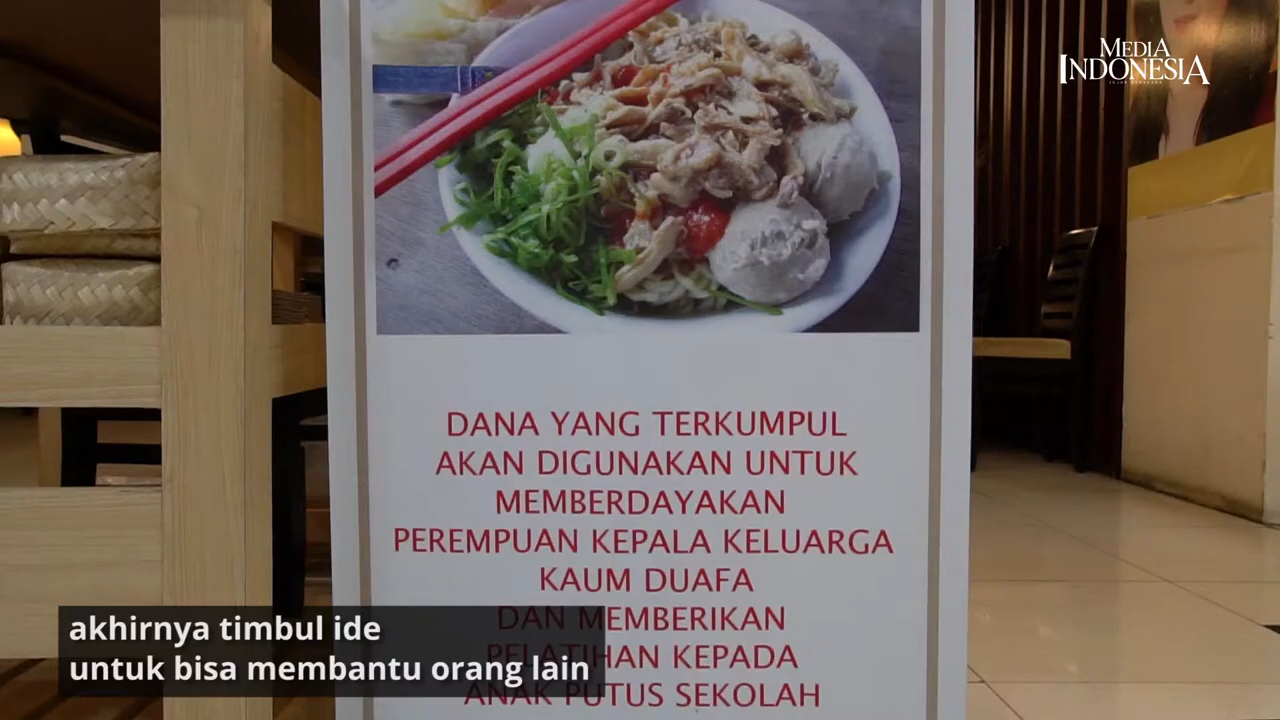 MEDIA
INDONESIA
DANA YANG TERKUMPUL
AKAN DIGUNAKAN UNTUK
MEMBERDAYAKAN
PEREMPUAN KEPALA KELUARGA
KAUM DUAFA
DAN MEMBERIKAN
PELATIHAN KEPADA
ANAK PUTUS SEKOLAH
akhirnya timbul ide
untuk bisa membantu orang lain